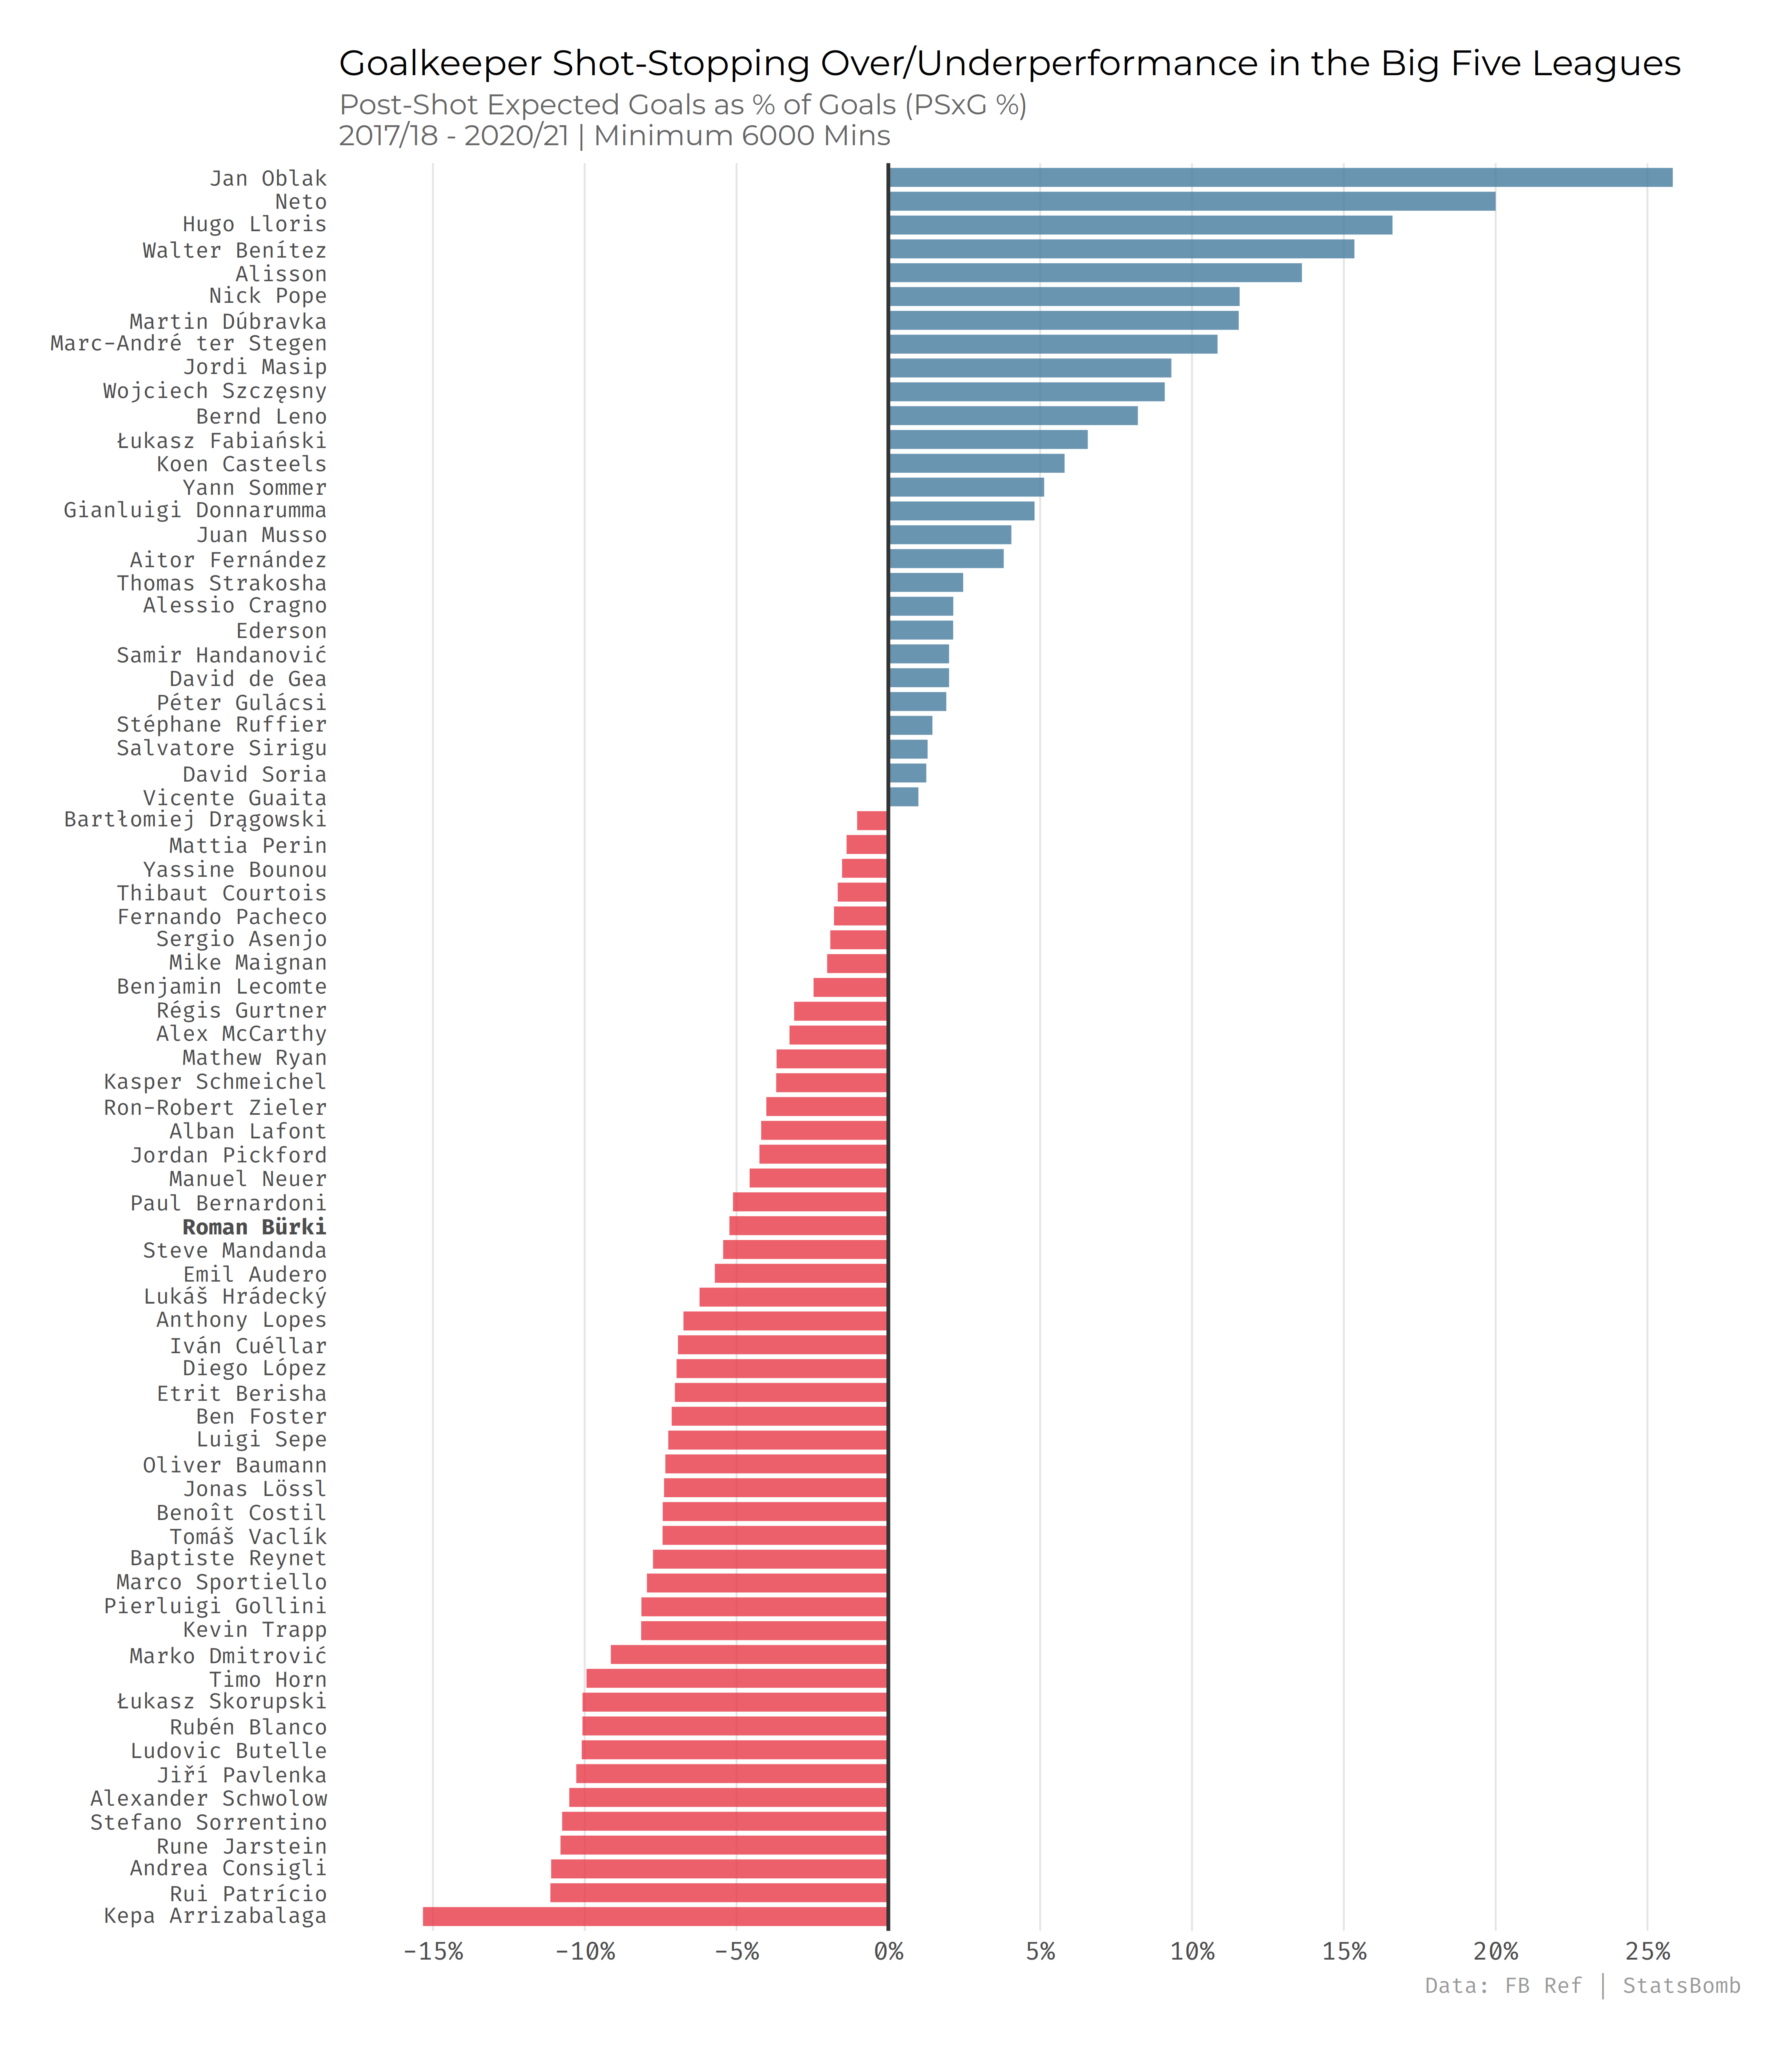 Goalkeeper Shot-Stopping Over/Underperformance in the Big Five Leagues
Post-Shot Expected Goals as % of Goals (PSxG %)
2017/18 - 2020/21 | Minimum 6000 Mins
Jan Oblak
Neto
Hugo Lloris
Walter Benítez
Alisson
Nick Pope
Martin Dúbravka
Marc-André ter Stegen
Jordi Masip
Wojciech Szczęsny
Bernd Leno
Łukasz Fabiański
Koen Casteels
Yann Sommer
Gianluigi Donnarumma
Juan Musso
Aitor Fernández
Thomas Strakosha
Alessio Cragno
Ederson
Samir Handanović
David de Gea
Péter Gulácsi
Stéphane Ruffier
Salvatore Sirigu
David Soria
Vicente Guaita
Bartłomiej Drągowski
Mattia Perin
Yassine Bounou
Thibaut Courtois
Fernando Pacheco
Sergio Asenjo
Mike Maignan
Benjamin Lecomte
Régis Gurtner
Alex McCarthy
Mathew Ryan
Kasper Schmeichel
Ron-Robert Zieler
Alban Lafont
Jordan Pickford
Manuel Neuer
Paul Bernardoni
Roman Bürki
Steve Mandanda
Emil Audero
Lukáš Hrádecký
Anthony Lopes
Iván Cuéllar
Diego López
Etrit Berisha
Ben Foster
Luigi Sepe
Oliver Baumann
Jonas Lössl
Benoît Costil
Tomáš Vaclík
Baptiste Reynet
Marco Sportiello
Pierluigi Gollini
Kevin Trapp
Marko Dmitrović
Timo Horn
Łukasz Skorupski
Rubén Blanco
Ludovic Butelle
Jiří Pavlenka
Alexander Schwolow
Stefano Sorrentino
Rune Jarstein
Andrea Consigli
Rui Patrício
Kepa Arrizabalaga
-15% -10% -5% 0% 5% 10% 15% 20% 25%
Data: FB Ref | StatsBomb